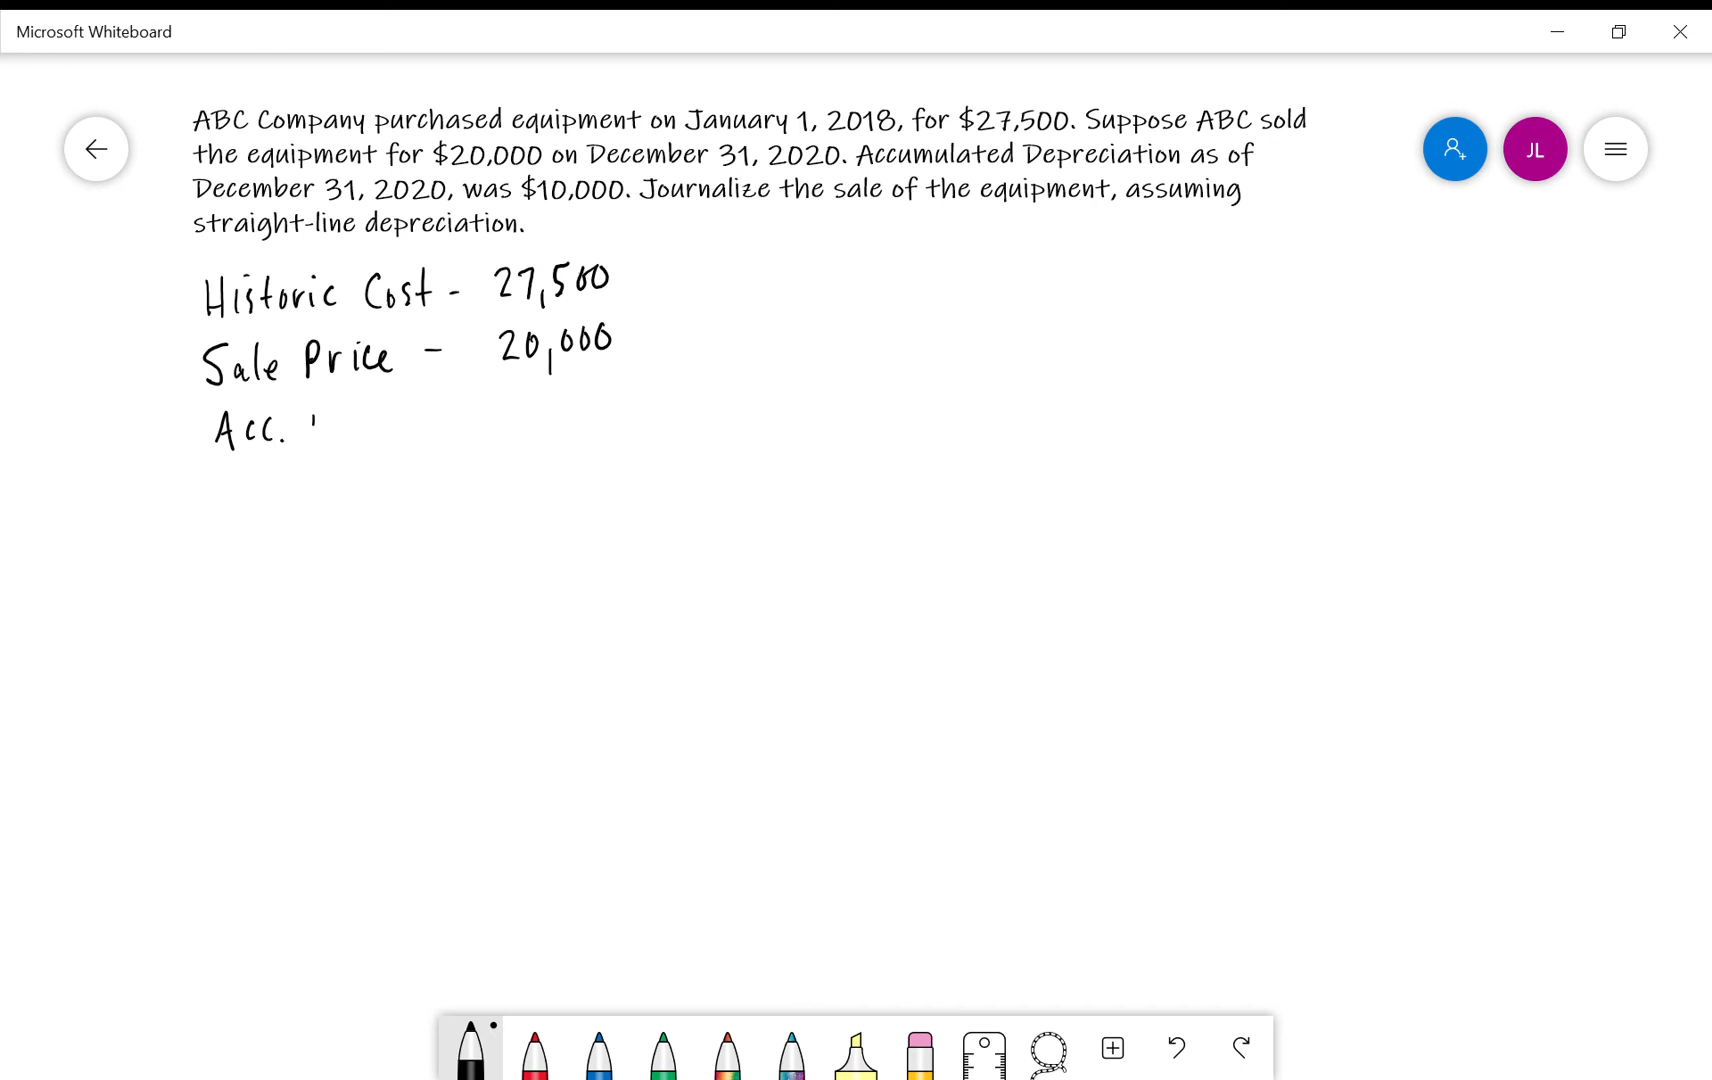 Microsoft Whiteboard
ABC Company purchased equipment on January 1, 2018, for $27,500. Suppose ABC sold
the equipment for $20,000 on December 31, 2020. Accumulated Depreciation as of
December 31, 2020, was $10,000. Journalize the sale of the equipment, assuming
straight-line depreciation.
JL
Historic Cost - 27,500
Sale Price - 20,000
Acc.